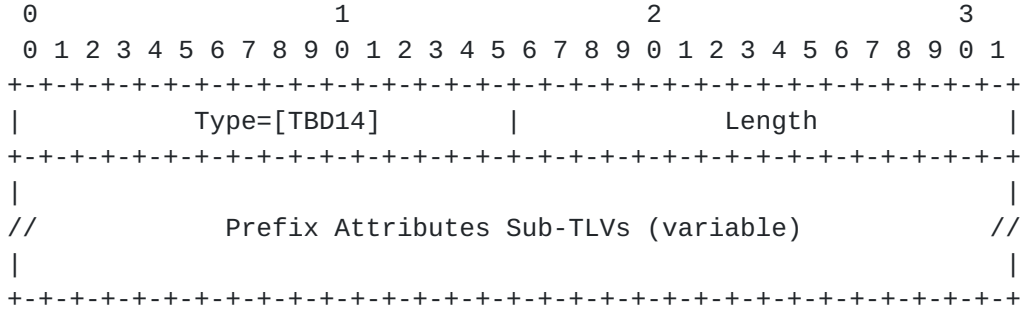 0                   1                   2                   3
 0 1 2 3 4 5 6 7 8 9 0 1 2 3 4 5 6 7 8 9 0 1 2 3 4 5 6 7 8 9 0 1
+-+-+-+-+-+-+-+-+-+-+-+-+-+-+-+-+-+-+-+-+-+-+-+-+-+-+-+-+-+-+-+-+
|           Type=[TBD14]        |             Length            |
+-+-+-+-+-+-+-+-+-+-+-+-+-+-+-+-+-+-+-+-+-+-+-+-+-+-+-+-+-+-+-+-+
|                                                               |
//            Prefix Attributes Sub-TLVs (variable)            //
|                                                               |
+-+-+-+-+-+-+-+-+-+-+-+-+-+-+-+-+-+-+-+-+-+-+-+-+-+-+-+-+-+-+-+-+